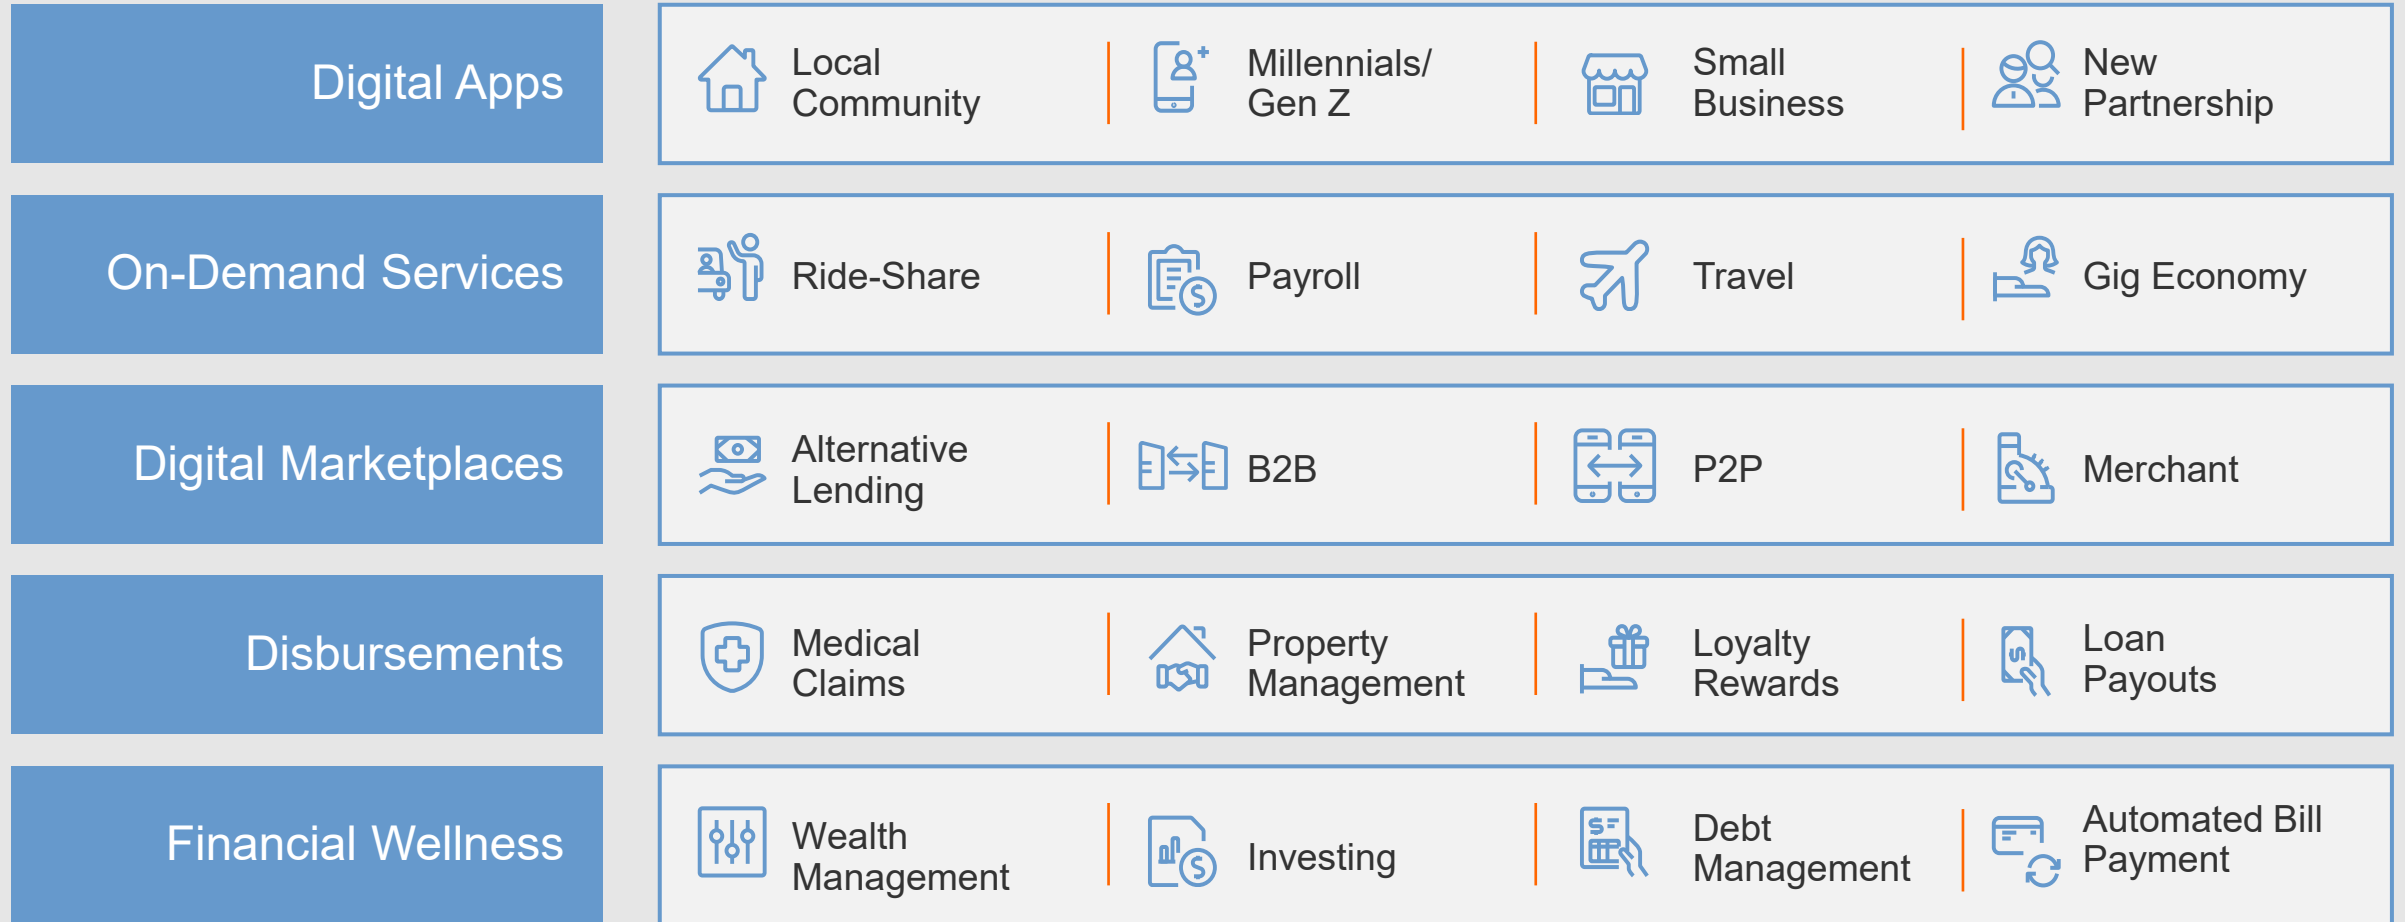 Digital Apps
Local
Community
Millennials/
Gen Z
Small
Business
New
Partnership
On-Demand Services
Ride-Share
Payroll
Travel
Gig Economy
Digital Marketplaces
Alternative
Lending
B2B
P2P
Merchant
Disbursements
Medical
Claims
Property
Management
Loyalty
Rewards
Loan
Payouts
Financial Wellness
Wealth
Management
Investing
Debt
Management
Automated Bill
Payment